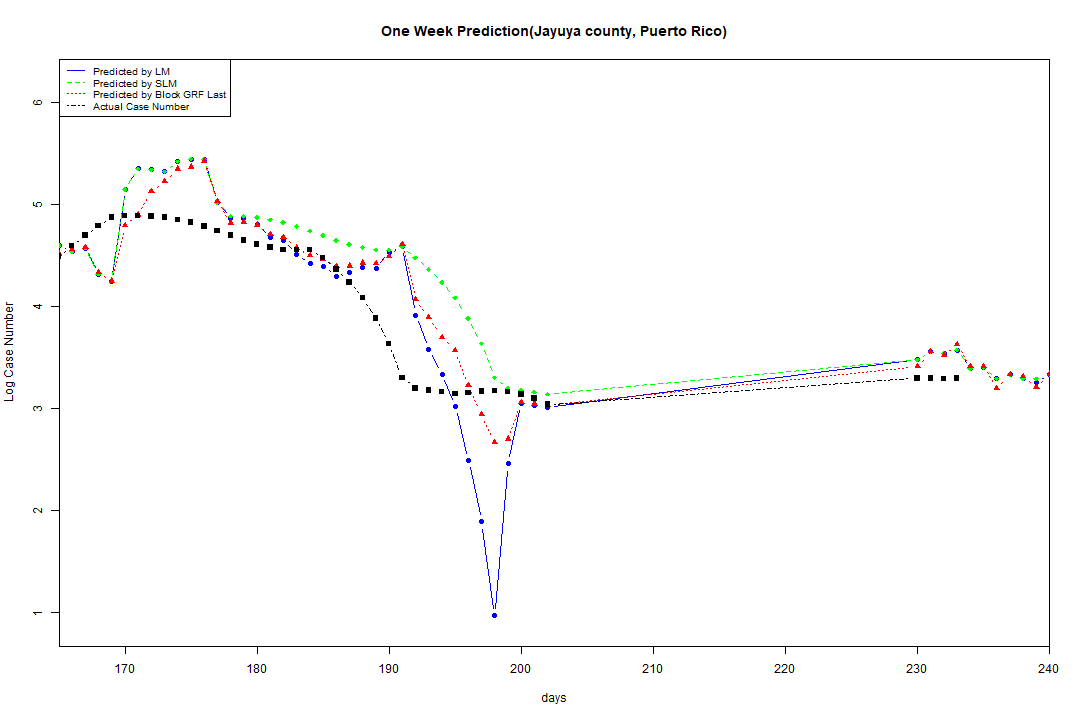 One Week Prediction(Jayuya county, Puerto Rico)
Predicted by LM
Predicted by SLM
Predicted by Block GRF Last
Actual Case Number
6
5
4
3
2
1
Log Case Number
170 180 190 200 210 220 230 240
days